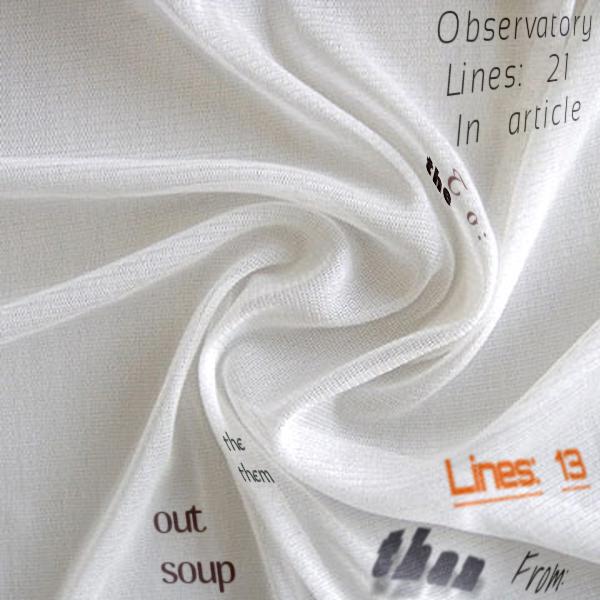 Observatory
Lines: 21
In article
the
the
them
Lines: 13
out
soup
From: